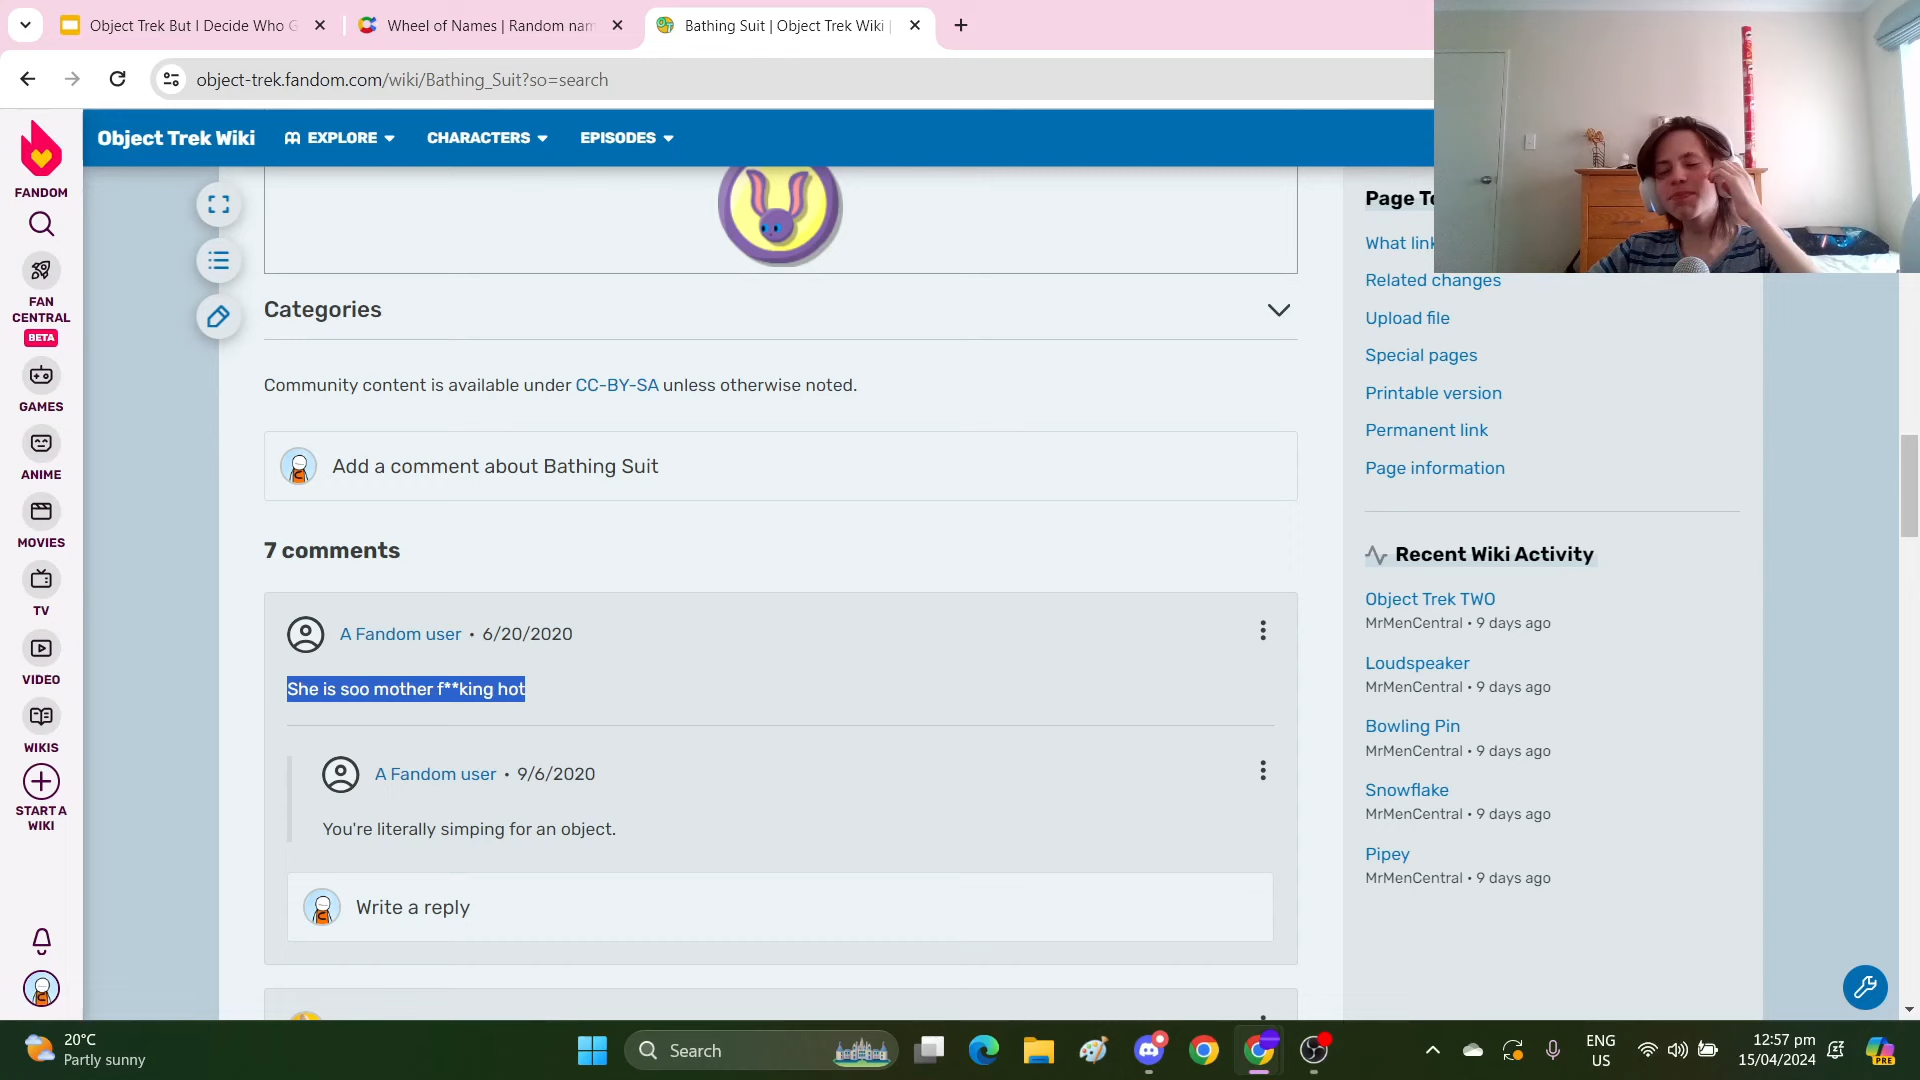 Object Trek But I Decide Who G
Wheel of Names | Random nam
Bathing Suit | Object Trek Wiki |
object-trek.fandom.com/wiki/Bathing_Suit?so=search
FANDOM
FAN
CENTRAL
BETA
GAMES
ANIME
MOVIES
TV
VIDEO
WIKIS
START A
WIKI
Object Trek Wiki
EXPLORE
CHARACTERS
EPISODES
Categories
Community content is available under CC-BY-SA unless otherwise noted.
Add a comment about Bathing Suit
7 comments
A Fandom user • 6/20/2020
She is soo mother f**king hot
A Fandom user • 9/6/2020
You're literally simping for an object.
Write a reply
Page To
What link
Related changes
Upload file
Special pages
Printable version
Permanent link
Page information
Recent Wiki Activity
Object Trek TWO
MrMenCentral • 9 days ago
Loudspeaker
MrMenCentral • 9 days ago
Bowling Pin
MrMenCentral • 9 days ago
Snowflake
MrMenCentral • 9 days ago
Pipey
MrMenCentral • 9 days ago
20°C
Partly sunny
Search
ENG
US
12:57 pm
15/04/2024
PRE